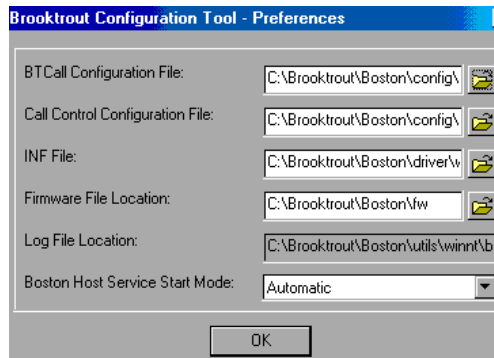 Brooktrout Configuration Tool - Preferences
BTCall Configuration File: C:\Brooktrout\Boston\config\
Call Control Configuration File: C:\Brooktrout\Boston\config\
INF File: C:\Brooktrout\Boston\driver\w
Firmware File Location: C:\Brooktrout\Boston\fw
Log File Location: C:\Brooktrout\Boston\utils\winnt\b
Boston Host Service Start Mode: Automatic
OK